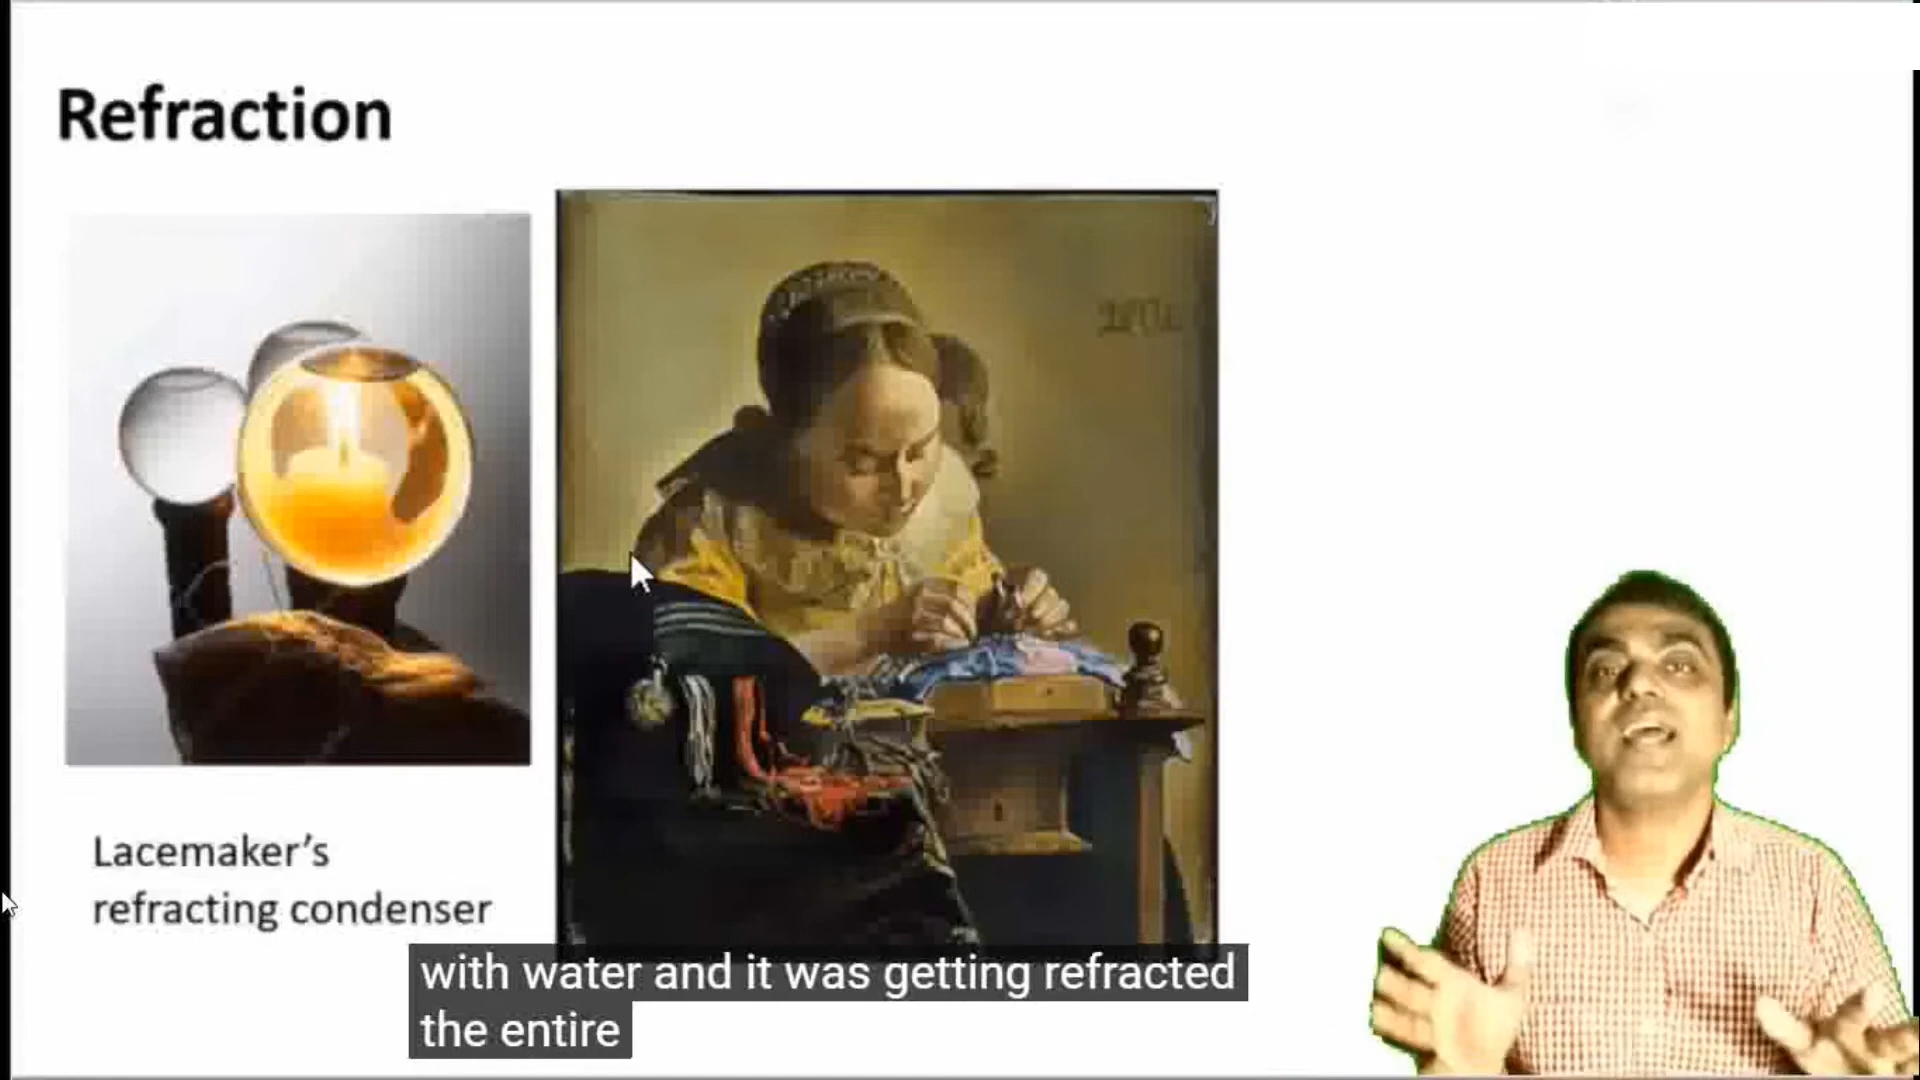 Refraction
Lacemaker's
refracting condenser
with water and it was getting refracted
the entire